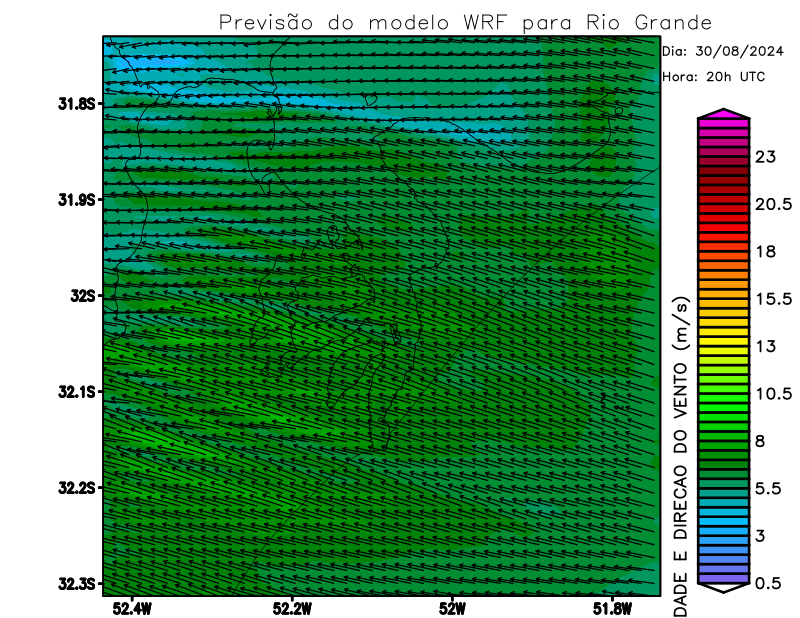 Previsão do modelo WRF para Rio Grande
Dia: 30/08/2024
Hora: 20h UTC
31.8S
31.9S
32S
32.1S
32.2S
32.3S
52.4W
52.2W
52W
51.8W
DADE E DIRECAO DO VENTO (m/s)
23
20.5
18
15.5
13
10.5
8
5.5
3
0.5